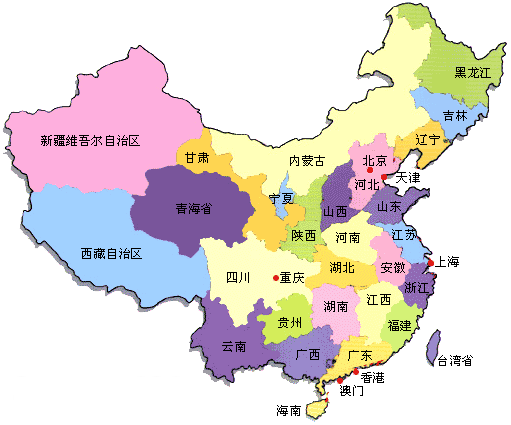 黑龙江
吉林
辽宁
新疆维吾尔自治区
甘肃
内蒙古
北京
天津
河北
宁夏
青海省
山西
山东
陕西
河南
江苏
西藏自治区
上海
四川
重庆
湖北
安徽
浙江
湖南
江西
贵州
福建
云南
广西
广东
台湾省
香港
澳门
海南